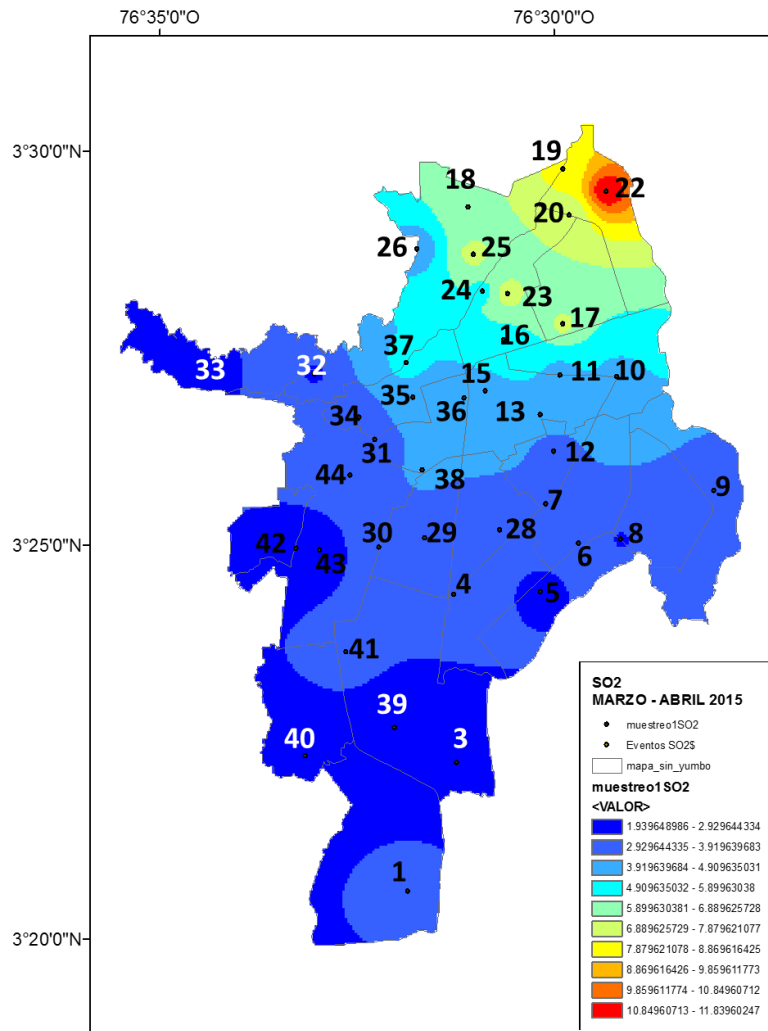 76°35'0"O 76°30'0"O
3°30'0"N
19
22
18
20
26
25
24
23
17
16
37
33
32
15
11
10
35
36
13
34
31
12
44
38
9
7
42
43
30
29
28
8
3°25'0"N
6
4
5
41
39
40
3
1
3°20'0"N
SO2
MARZO - ABRIL 2015
muestreo1SO2
Eventos SO2$
mapa_sin_yumbo
muestreo1SO2
<VALOR>
1.939648986 - 2.929644334
2.929644335 - 3.919639683
3.919639684 - 4.909635031
4.909635032 - 5.89963038
5.899630381 - 6.889625728
6.889625729 - 7.879621077
7.879621078 - 8.869616425
8.869616426 - 9.859611773
9.859611774 - 10.84960712
10.84960713 - 11.83960247